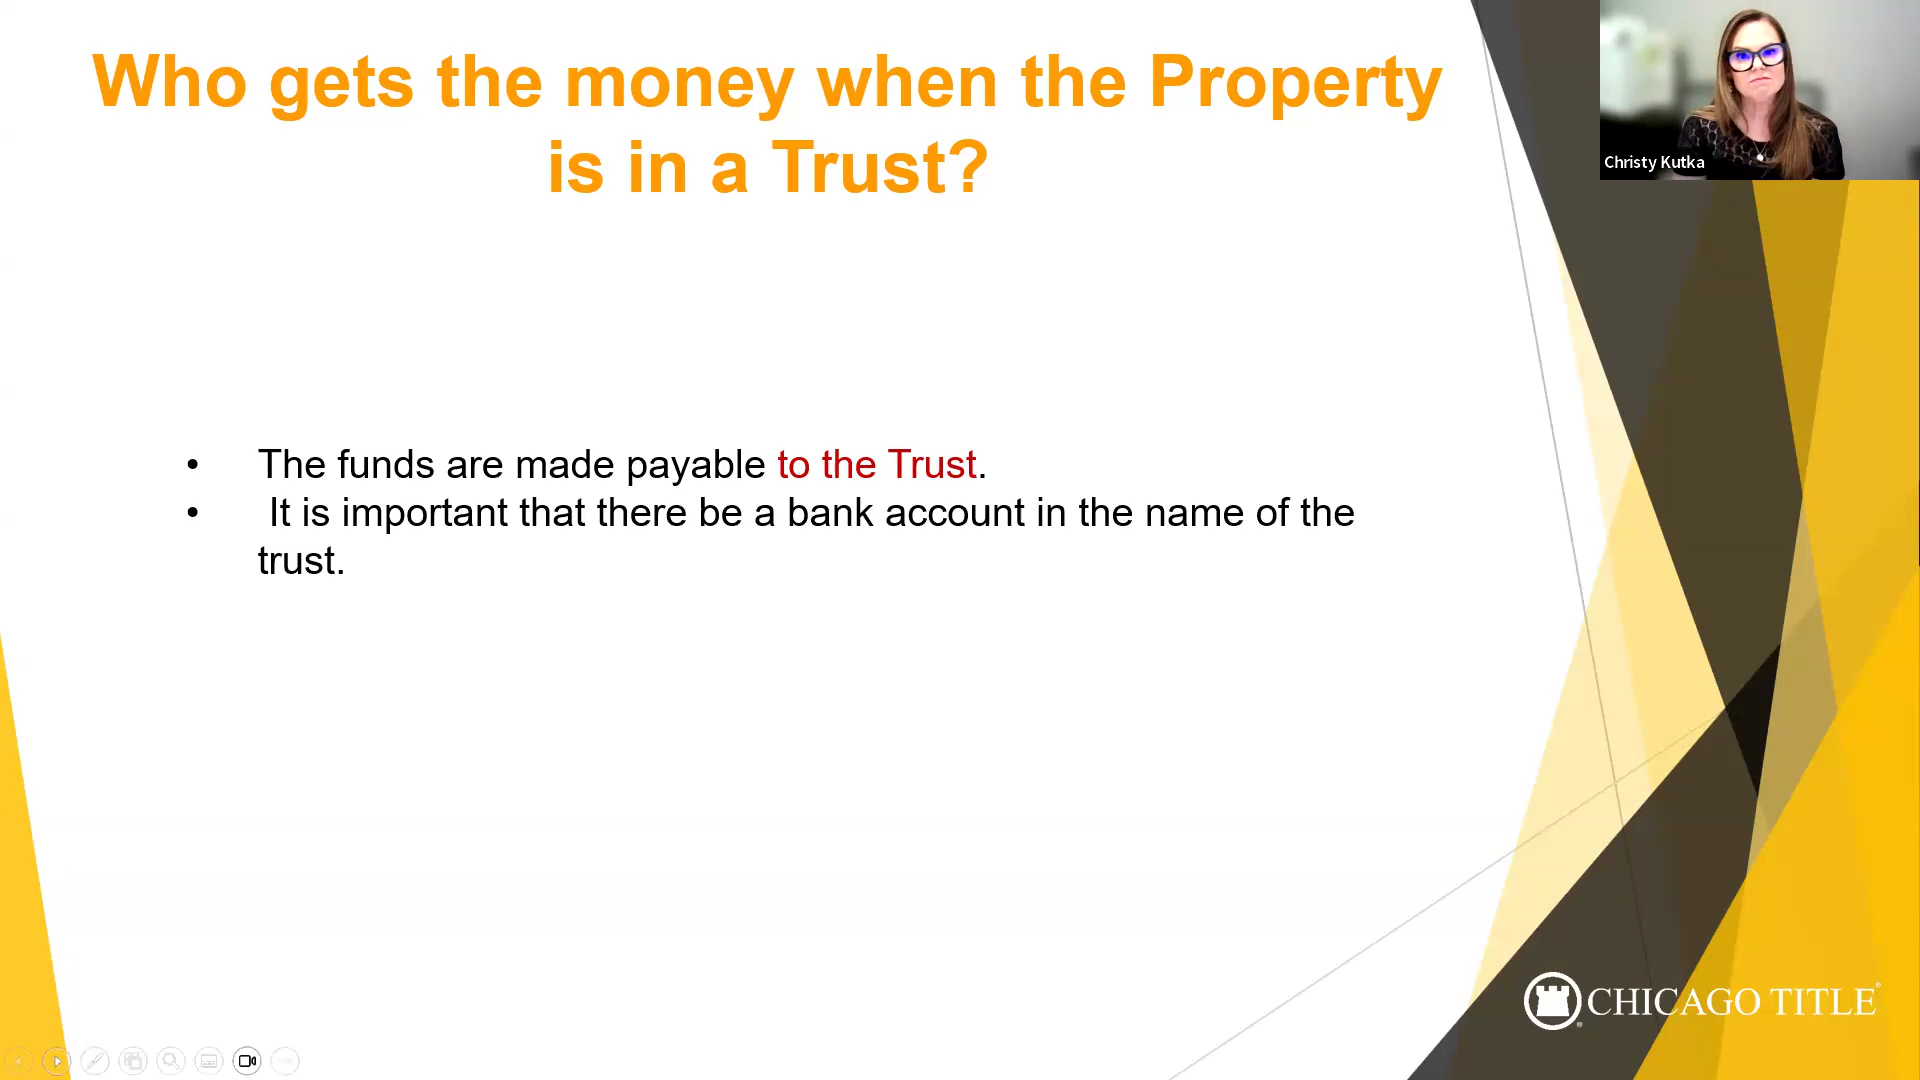 Who gets the money when the Property
is in a Trust?
Christy Kutka
• The funds are made payable to the Trust.
• It is important that there be a bank account in the name of the
trust.
CHICAGO TITLE